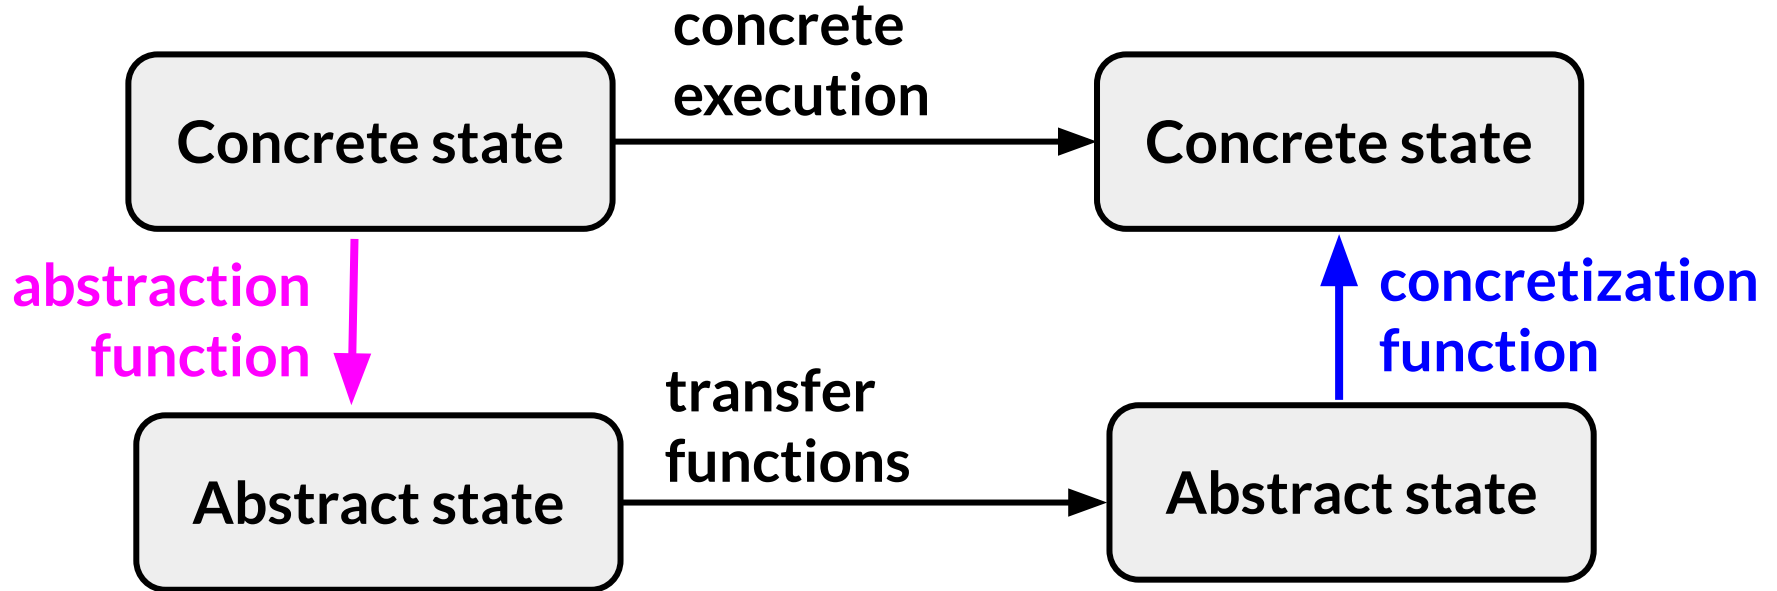 concrete
execution
Concrete state
Concrete state
abstraction
function
concretization
function
transfer
functions
Abstract state
Abstract state